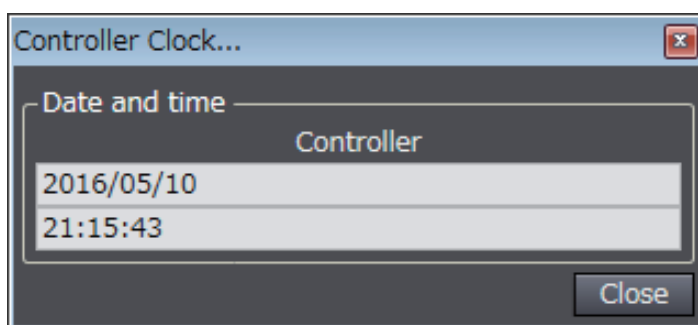 Controller Clock...
Date and time
Controller
2016/05/10
21:15:43
Close